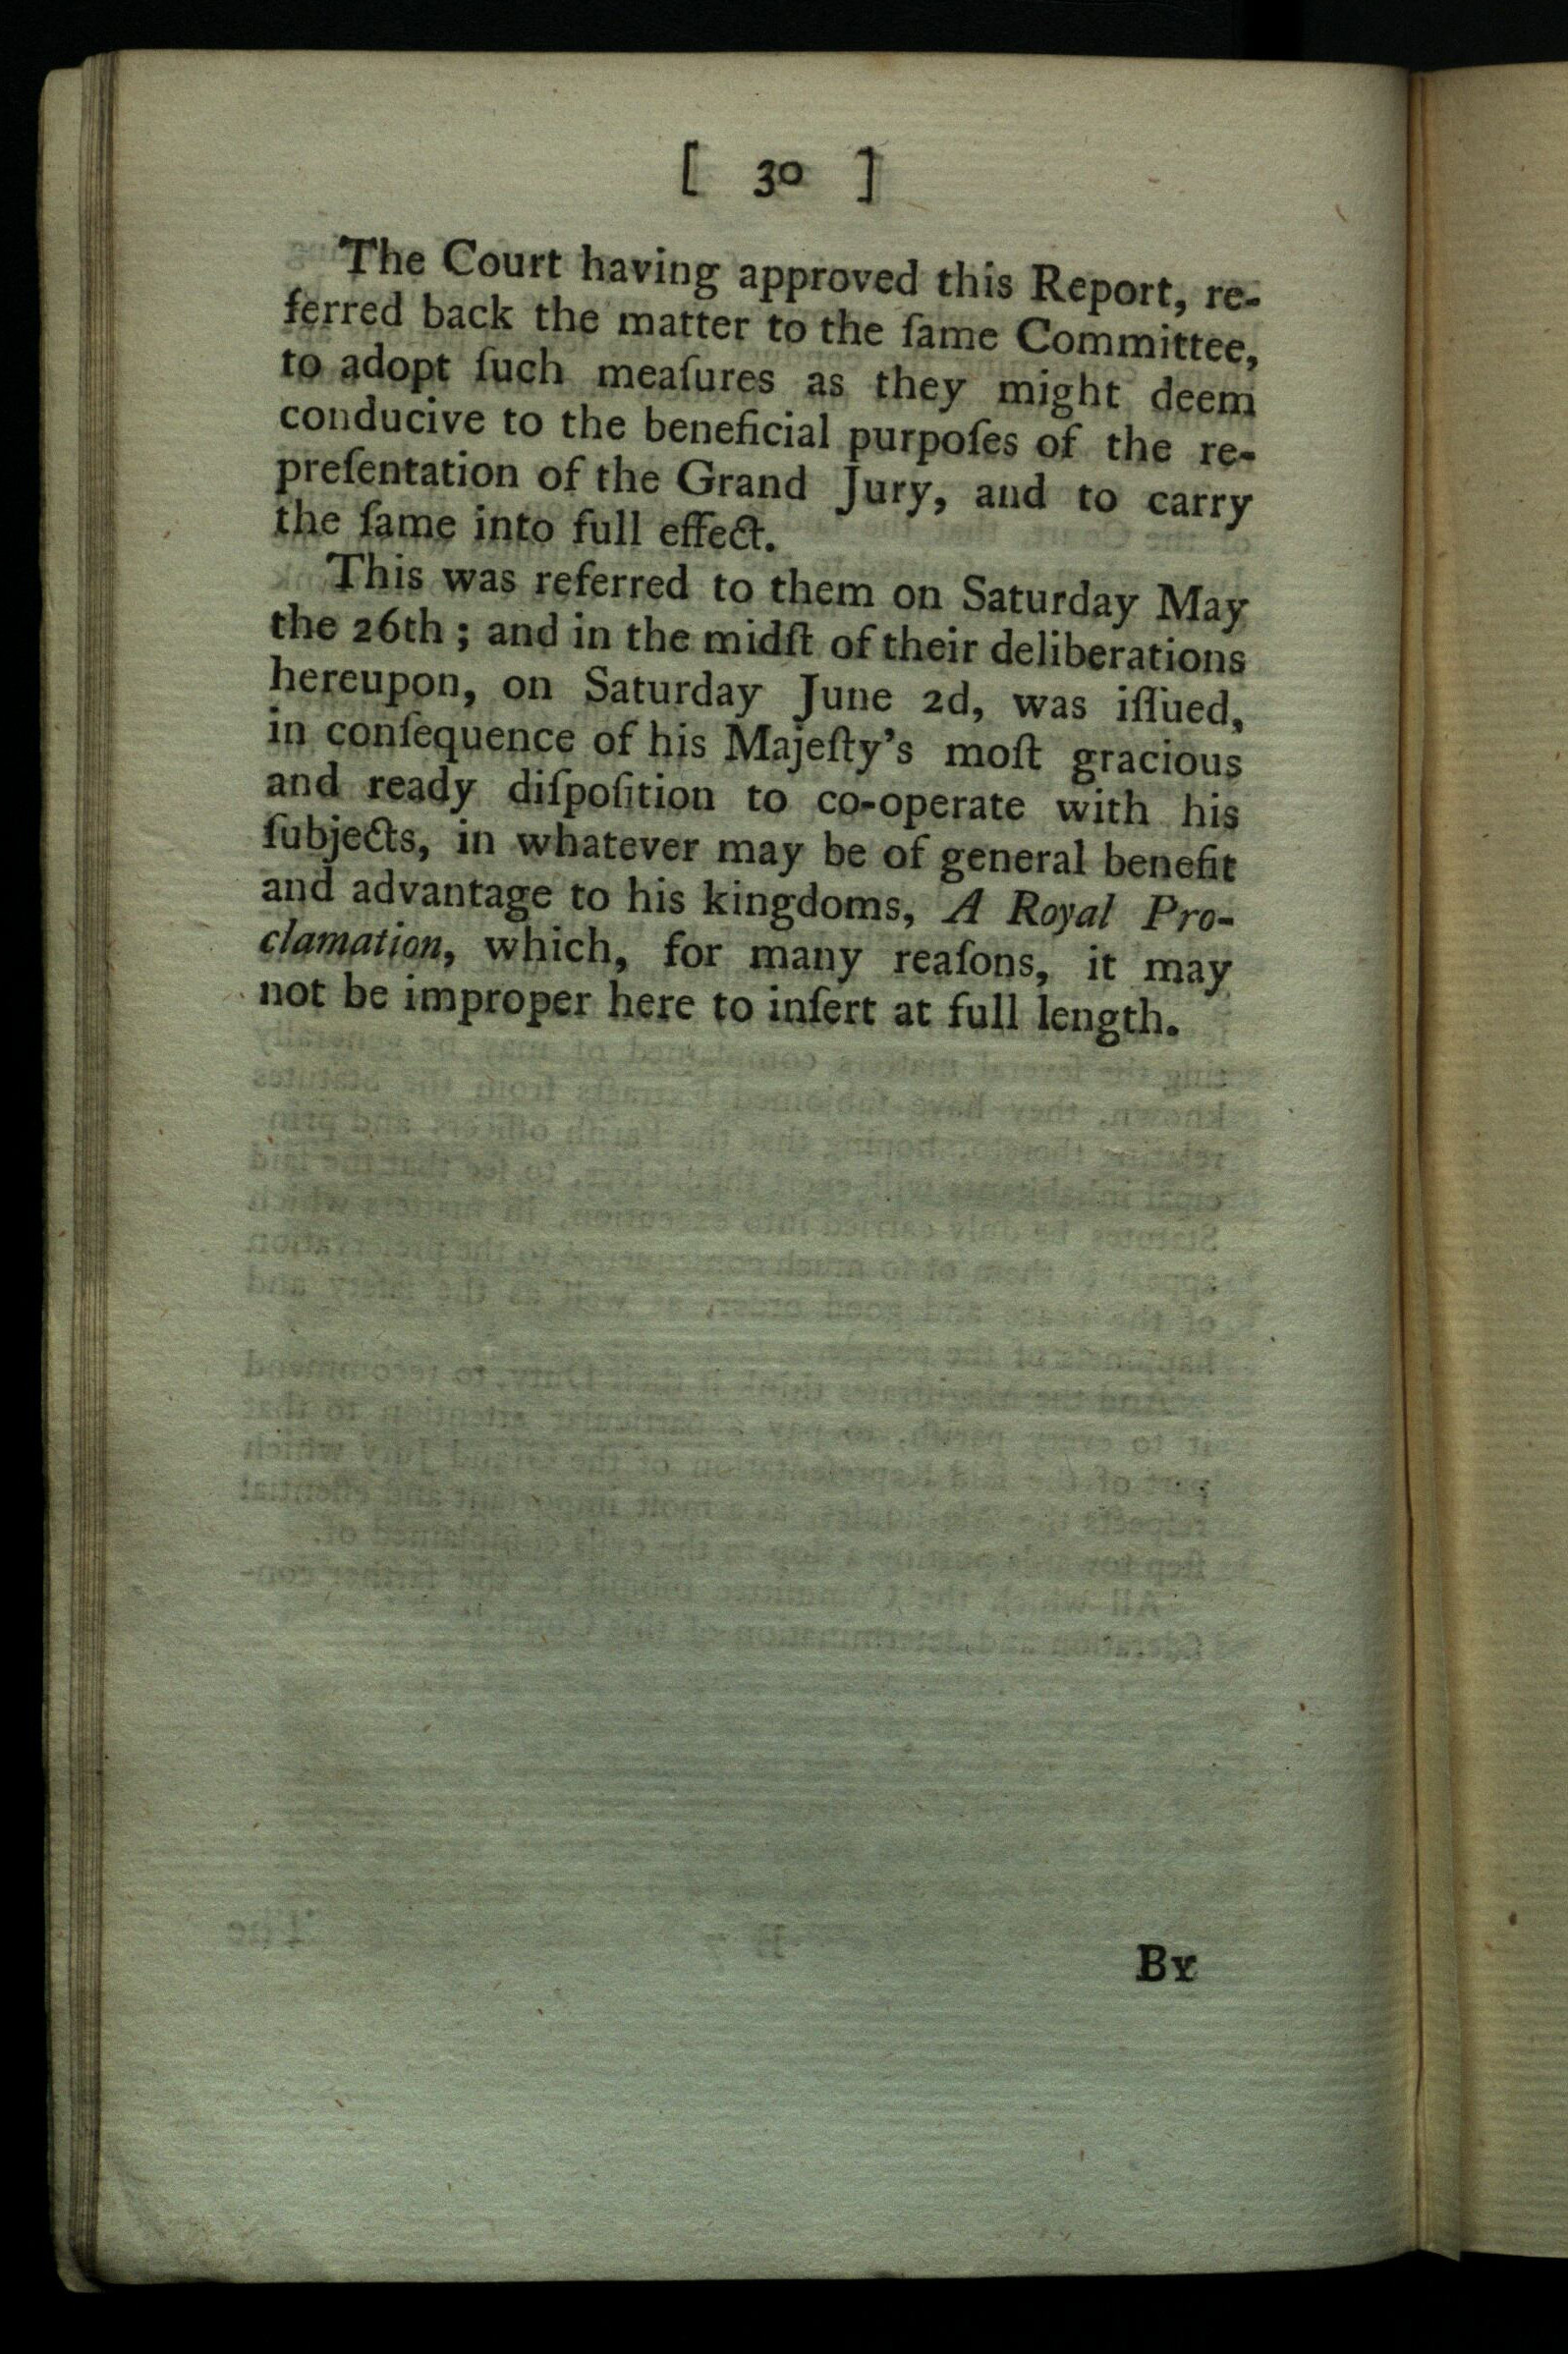 [ 30 ]
The Court having approved this Report, re-
ferred back the matter to the ſame Committee,
to adopt ſuch meaſures as they might deem
conducive to the beneficial purpoſes of the re-
preſentation of the Grand Jury, and to carry
the ſame into full effect.
This was referred to them on Saturday May
the 26th ; and in the midſt of their deliberations
hereupon, on Saturday June 2d, was iſſued,
in conſequence of his Majeſty's moſt gracious
and ready diſpoſition to co-operate with his
ſubjects, in whatever may be of general benefit
and advantage to his kingdoms, A Royal Pro-
clamation, which, for many reaſons, it may
not be improper here to inſert at full length.
By